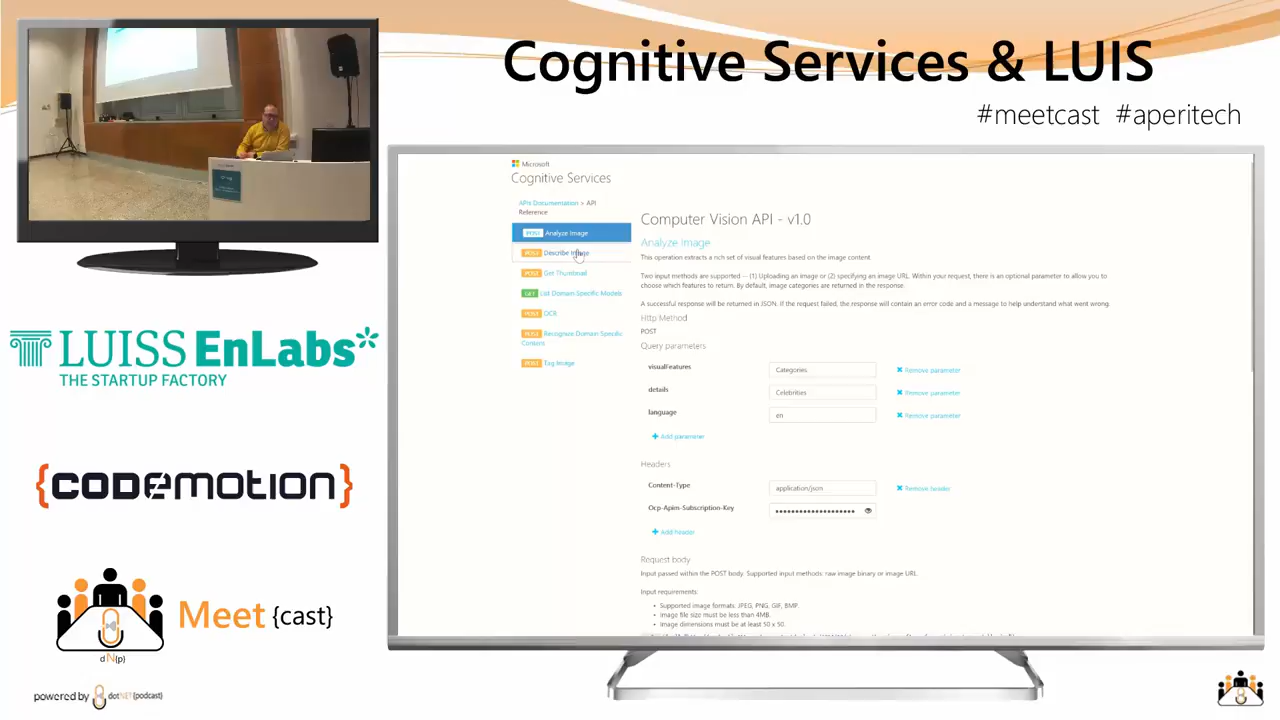 Cognitive Services & LUIS
#meetcast #aperitech
LUISS EnLabs
THE STARTUP FACTORY
{CODEMOTION}
Meet {cast}
d N{p}
powered by dotNET{podcast}
Microsoft
Cognitive Services
APIs Documentation > API
Reference
POST Analyze Image
POST Describe Image
POST Get Thumbnail
GET List Domain Specific Models
POST OCR
POST Recognize Domain Specific
Content
POST Tag Image
Computer Vision API - v1.0
Analyze Image
This operation extracts a rich set of visual features based on the image content.
Two input methods are supported -- (1) Uploading an image or (2) specifying an image URL. Within your request, there is an optional parameter to allow you to
choose which features to return. By default, image categories are returned in the response.
A successful response will be returned in JSON. If the request failed, the response will contain an error code and a message to help understand what went wrong.
Http Method
POST
Query parameters
visualFeatures Categories Remove parameter
details Celebrities Remove parameter
language en Remove parameter
Add parameter
Headers
Content-Type application/json Remove header
Ocp-Apim-Subscription-Key ••••••••••••••••••••
Add header
Request body
Input passed within the POST body. Supported input methods: raw image binary or image URL.
Input requirements:
• Supported image formats: JPEG, PNG, GIF, BMP.
• Image file size must be less than 4MB.
• Image dimensions must be at least 50 x 50.